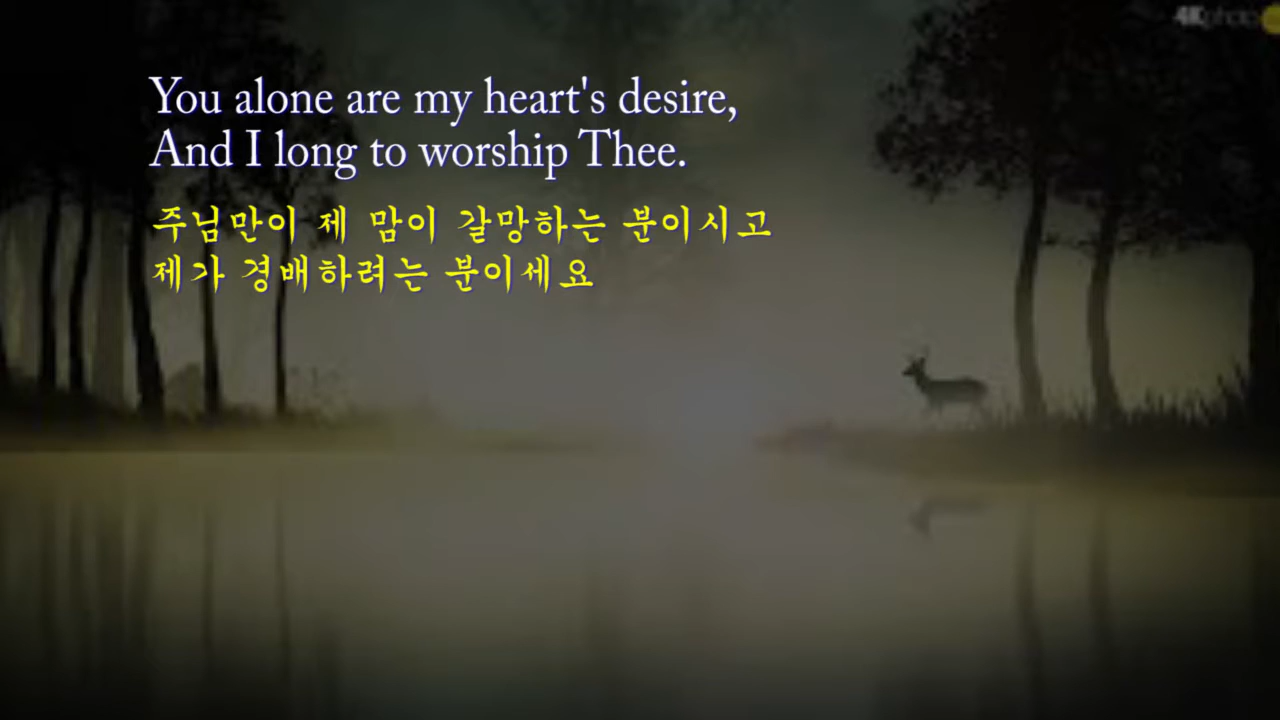 You alone are my heart's desire,
And I long to worship Thee.
주님만이 제 맘이 갈망하는 분이시고
제가 경배하려는 분이세요